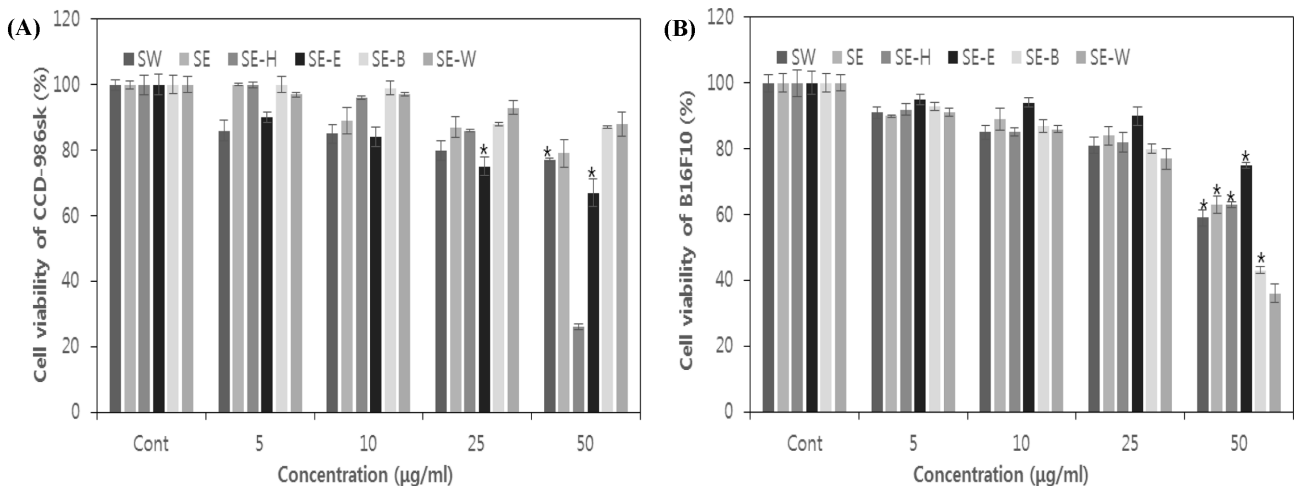 (A)
Cell viability of CCD-986sk (%)
120
100
80
60
40
20
0
SW SE SE-H SE-E SE-B SE-W
* * *
Cont 5 10 25 50
Concentration (μg/ml)
(B)
Cell viability of B16F10 (%)
120
100
80
60
40
20
0
SW SE SE-H SE-E SE-B SE-W
* * * * *
Cont 5 10 25 50
Concentration (μg/ml)